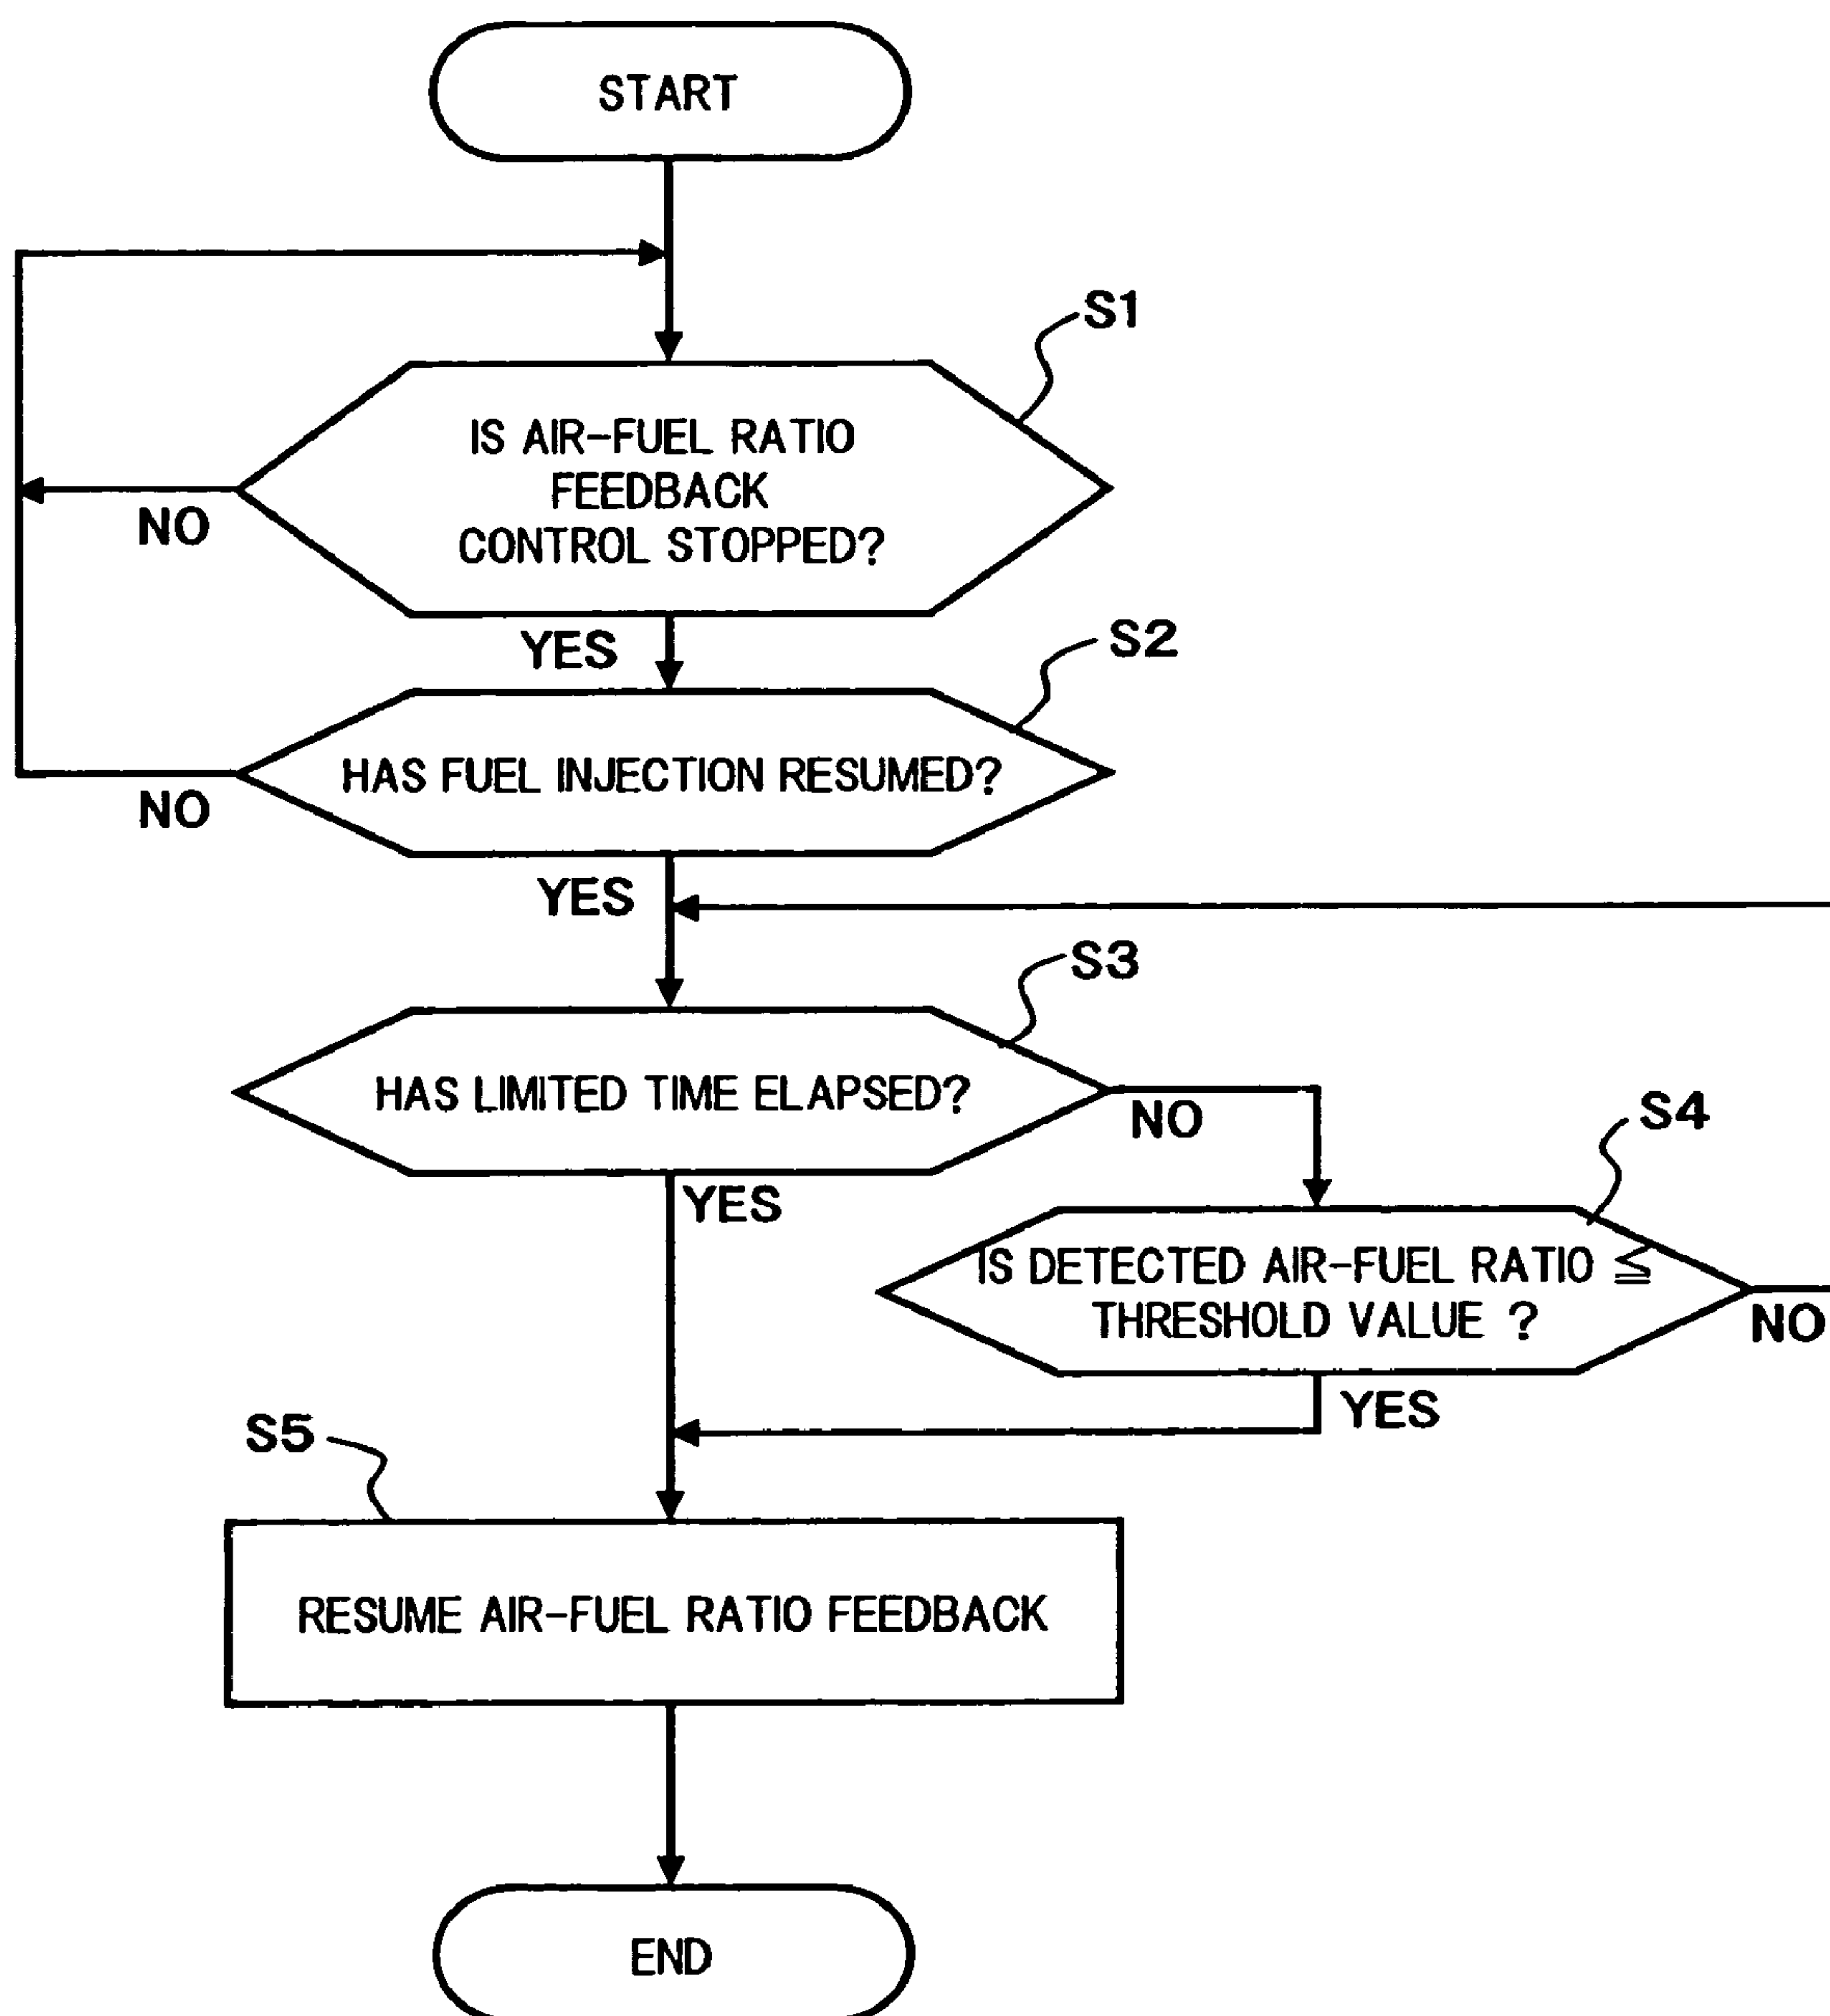 START
S1
IS AIR-FUEL RATIO
FEEDBACK
CONTROL STOPPED?
NO
YES
S2
HAS FUEL INJECTION RESUMED?
NO
YES
S3
HAS LIMITED TIME ELAPSED?
NO
YES
S4
IS DETECTED AIR-FUEL RATIO ≦
THRESHOLD VALUE ?
NO
YES
S5
RESUME AIR-FUEL RATIO FEEDBACK
END